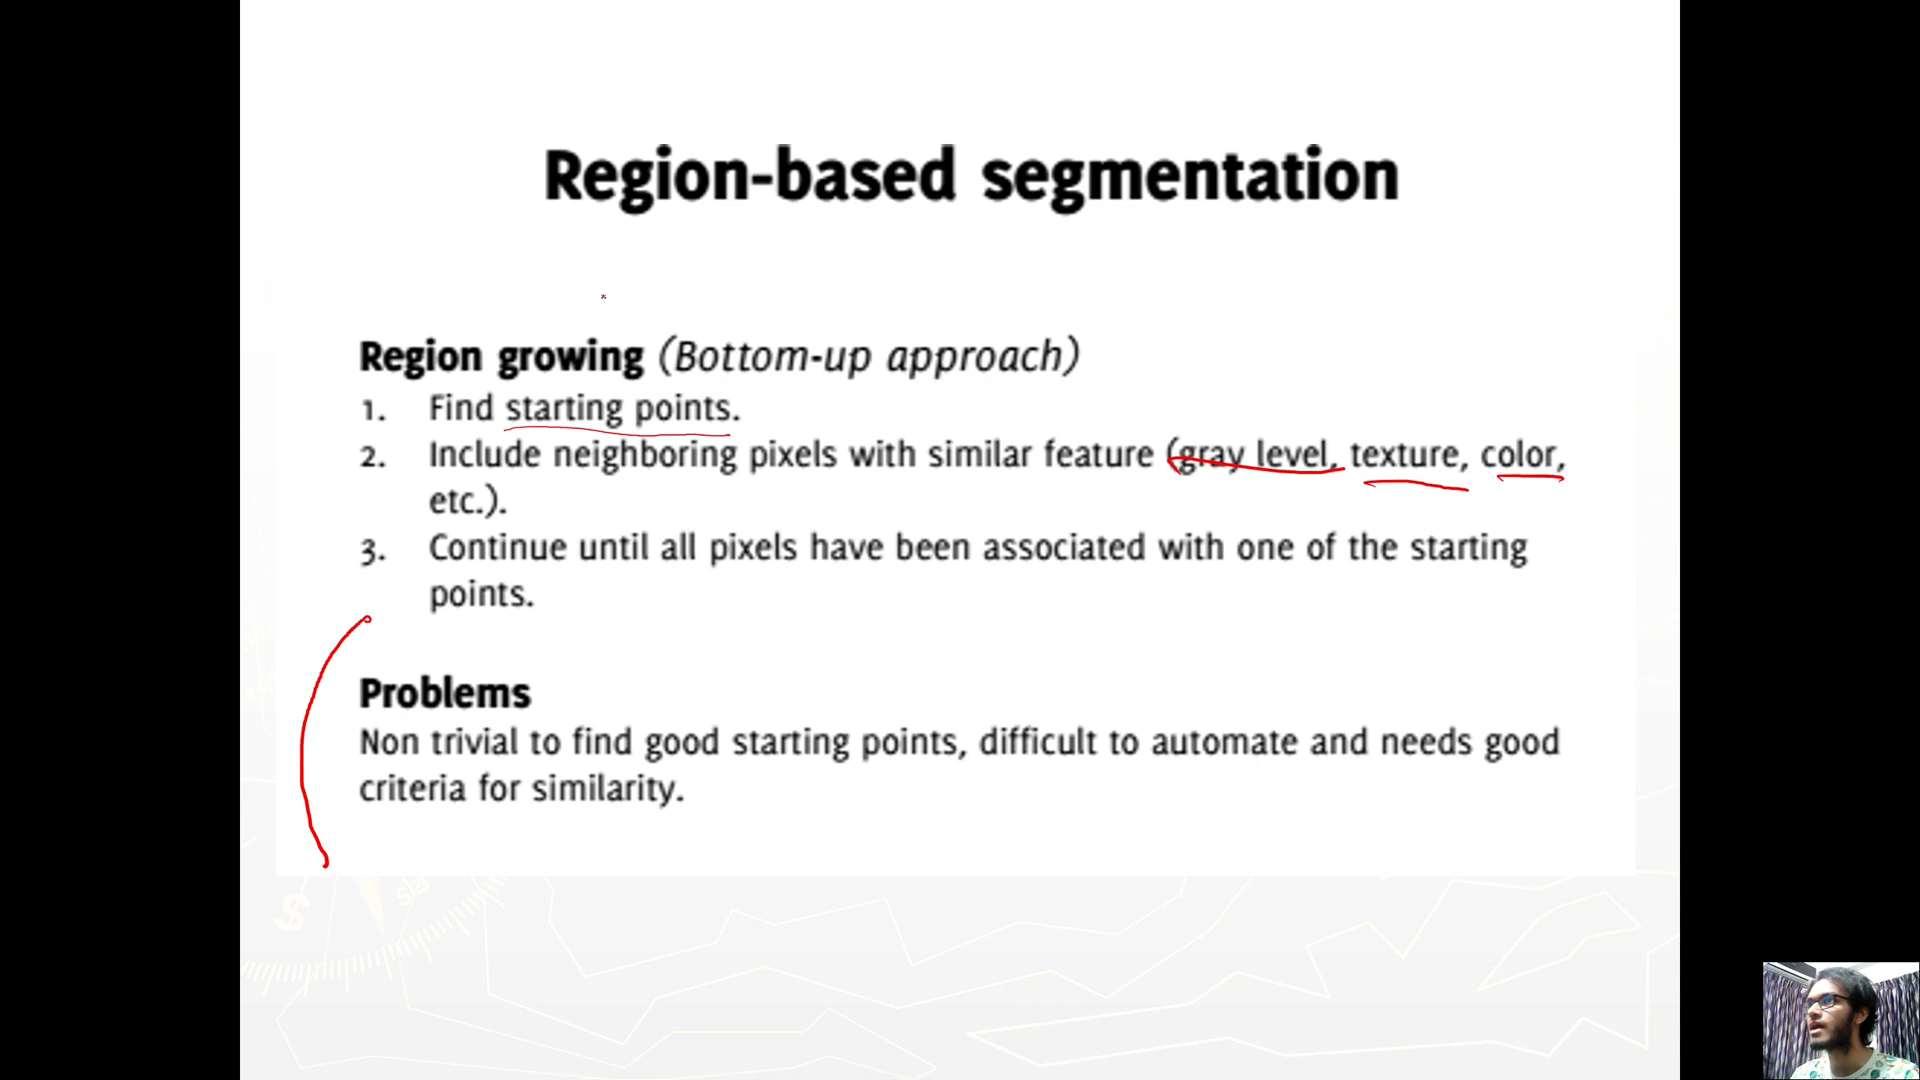 Region-based segmentation
Region growing (Bottom-up approach)
1. Find starting points.
2. Include neighboring pixels with similar feature (gray level, texture, color,
etc.).
3. Continue until all pixels have been associated with one of the starting
points.
Problems
Non trivial to find good starting points, difficult to automate and needs good
criteria for similarity.
$